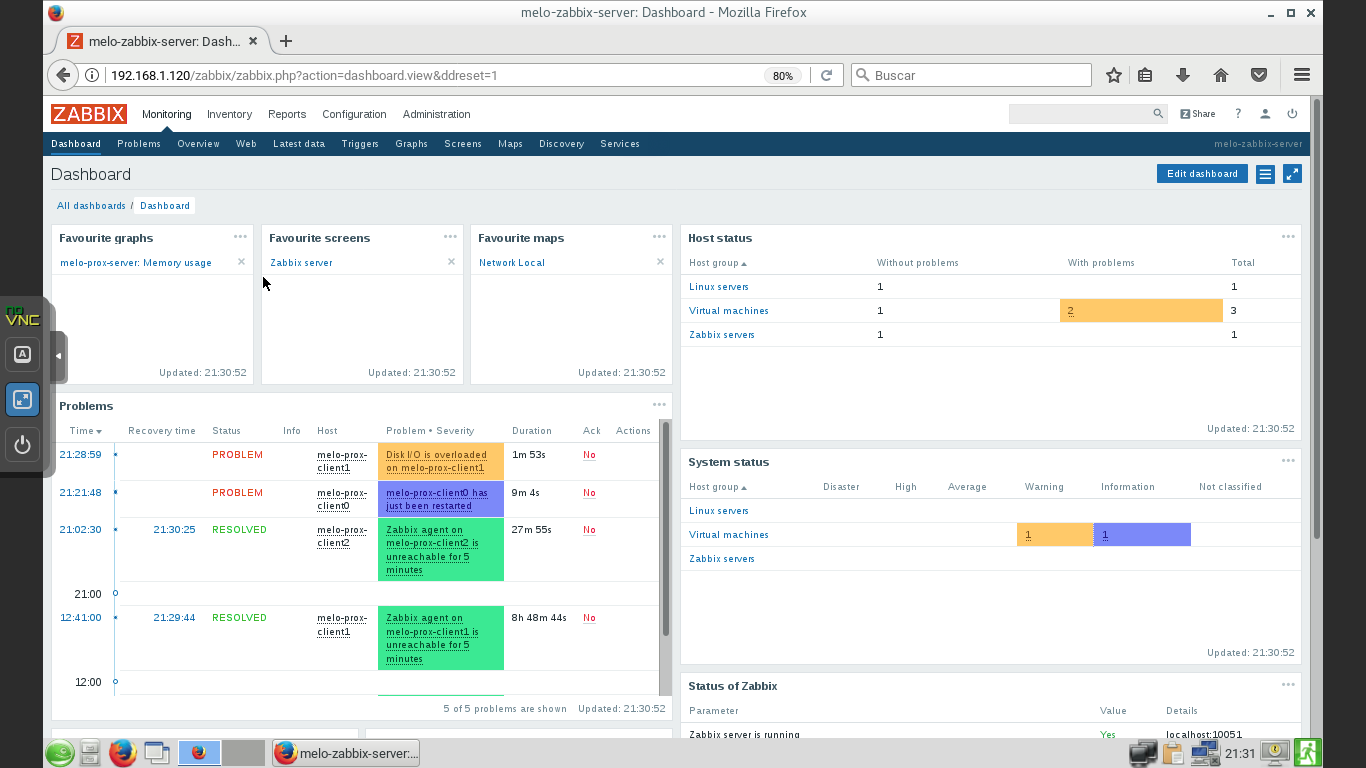 melo-zabbix-server: Dashboard - Mozilla Firefox
melo-zabbix-server: Dash...
192.168.1.120/zabbix/zabbix.php?action=dashboard.view&ddreset=1
80%
Buscar
ZABBIX
Monitoring Inventory Reports Configuration Administration
Z Share ?
Dashboard Problems Overview Web Latest data Triggers Graphs Screens Maps Discovery Services
melo-zabbix-server
Dashboard
Edit dashboard
All dashboards / Dashboard
Favourite graphs
melo-prox-server: Memory usage
Updated: 21:30:52
Favourite screens
Zabbix server
Updated: 21:30:52
Favourite maps
Network Local
Updated: 21:30:52
Host status
Host group Without problems With problems Total
Linux servers 1 1
Virtual machines 1 2 3
Zabbix servers 1 1
Updated: 21:30:52
no
VNC
A
Problems
Time Recovery time Status Info Host Problem • Severity Duration Ack Actions
21:28:59 PROBLEM melo-prox-client1 Disk I/O is overloaded on melo-prox-client1 1m 53s No
21:21:48 PROBLEM melo-prox-client0 melo-prox-client0 has just been restarted 9m 4s No
21:02:30 21:30:25 RESOLVED melo-prox-client2 Zabbix agent on melo-prox-client2 is unreachable for 5 minutes 27m 55s No
21:00
12:41:00 21:29:44 RESOLVED melo-prox-client1 Zabbix agent on melo-prox-client1 is unreachable for 5 minutes 8h 48m 44s No
12:00
5 of 5 problems are shown Updated: 21:30:52
System status
Host group Disaster High Average Warning Information Not classified
Linux servers
Virtual machines 1 1
Zabbix servers
Updated: 21:30:52
Status of Zabbix
Parameter Value Details
Zabbix server is running Yes localhost:10051
melo-zabbix-server:...
21:31